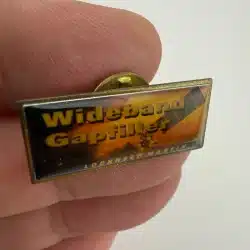 Wideband
Gapfiller
LOCKHEED MARTIN